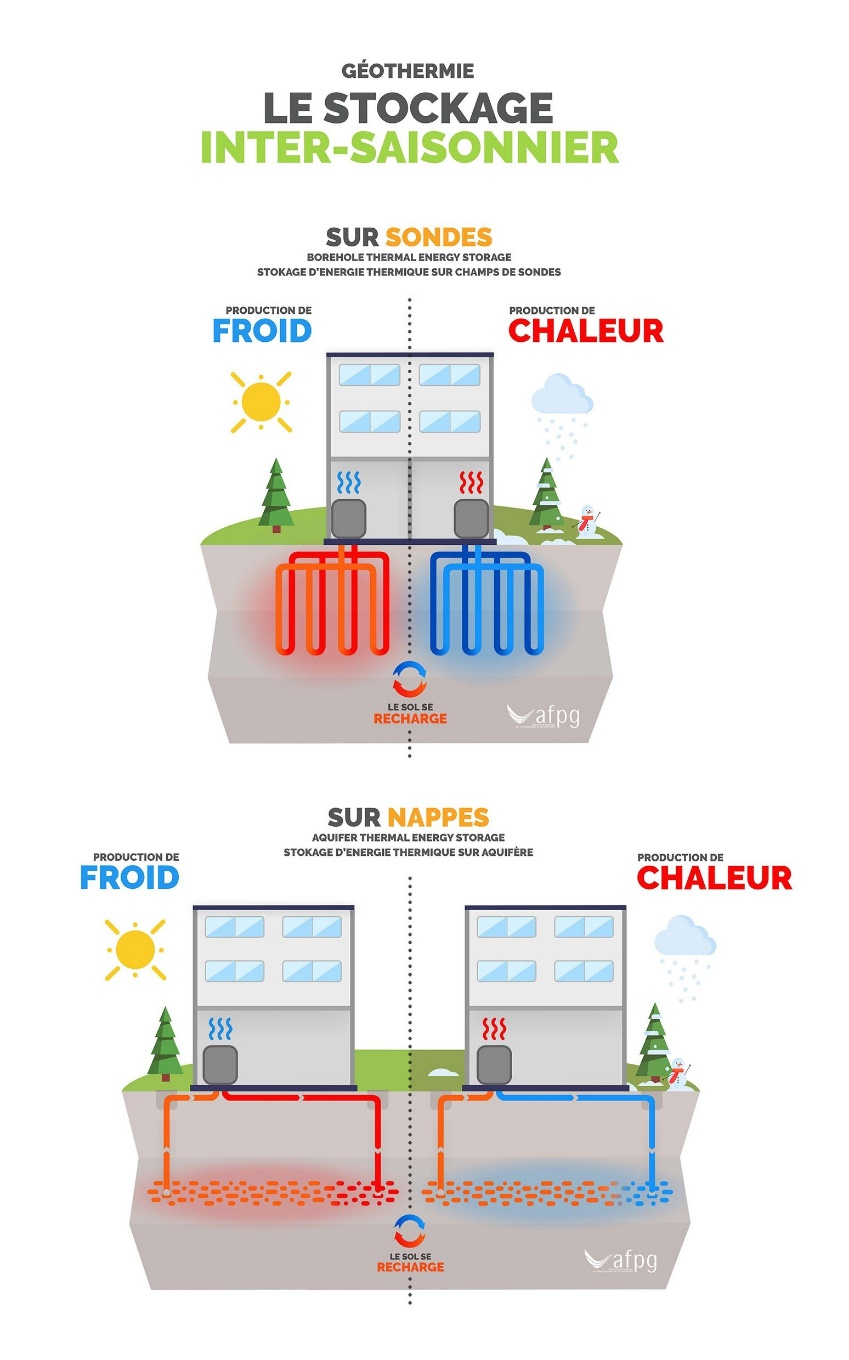 GÉOTHERMIE
LE STOCKAGE
INTER-SAISONNIER
SUR SONDES
BOREHOLE THERMAL ENERGY STORAGE
STOKAGE D'ENERGIE THERMIQUE SUR CHAMPS DE SONDES
PRODUCTION DE
FROID
PRODUCTION DE
CHALEUR
LE SOL SE
RECHARGE
afpg
SUR NAPPES
AQUIFER THERMAL ENERGY STORAGE
STOKAGE D'ENERGIE THERMIQUE SUR AQUIFÈRE
PRODUCTION DE
FROID
PRODUCTION DE
CHALEUR
LE SOL SE
RECHARGE
afpg